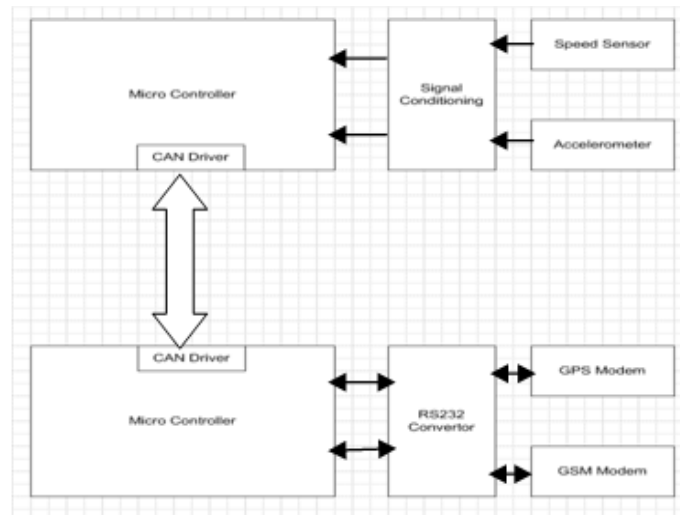 Speed Sensor
Micro Controller
Signal
Conditioning
Accelerometer
CAN Driver
CAN Driver
GPS Modem
RS232
Convertor
Micro Controller
GSM Modem